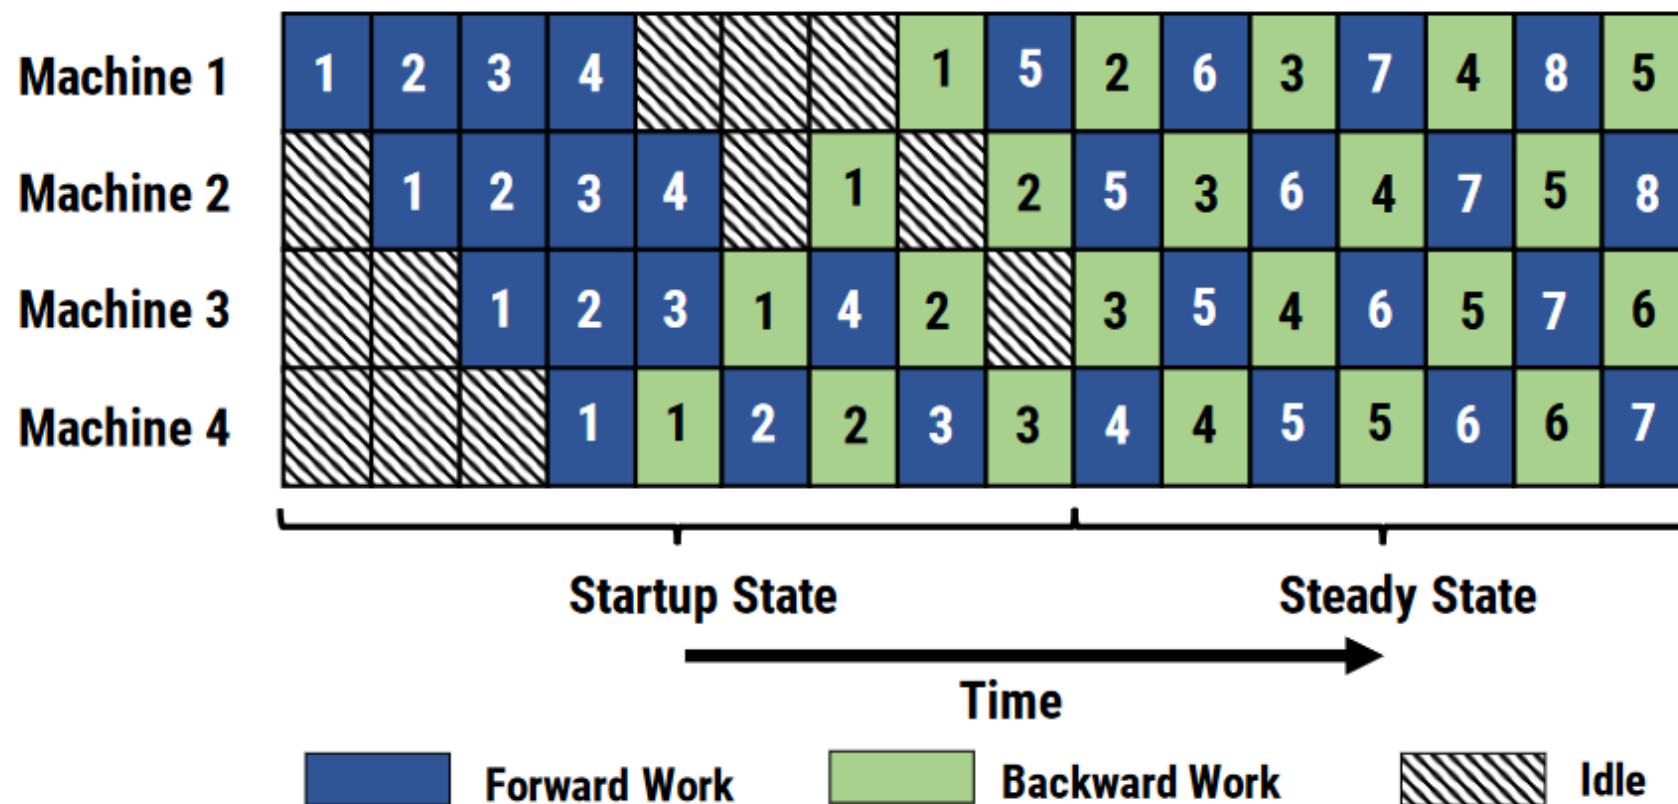 Machine 1 1 2 3 4 1 5 2 6 3 7 4 8 5
Machine 2 1 2 3 4 1 2 5 3 6 4 7 5 8
Machine 3 1 2 3 1 4 2 3 5 4 6 5 7 6
Machine 4 1 1 2 2 3 3 4 4 5 5 6 6 7
Startup State Steady State
Time
Forward Work Backward Work Idle